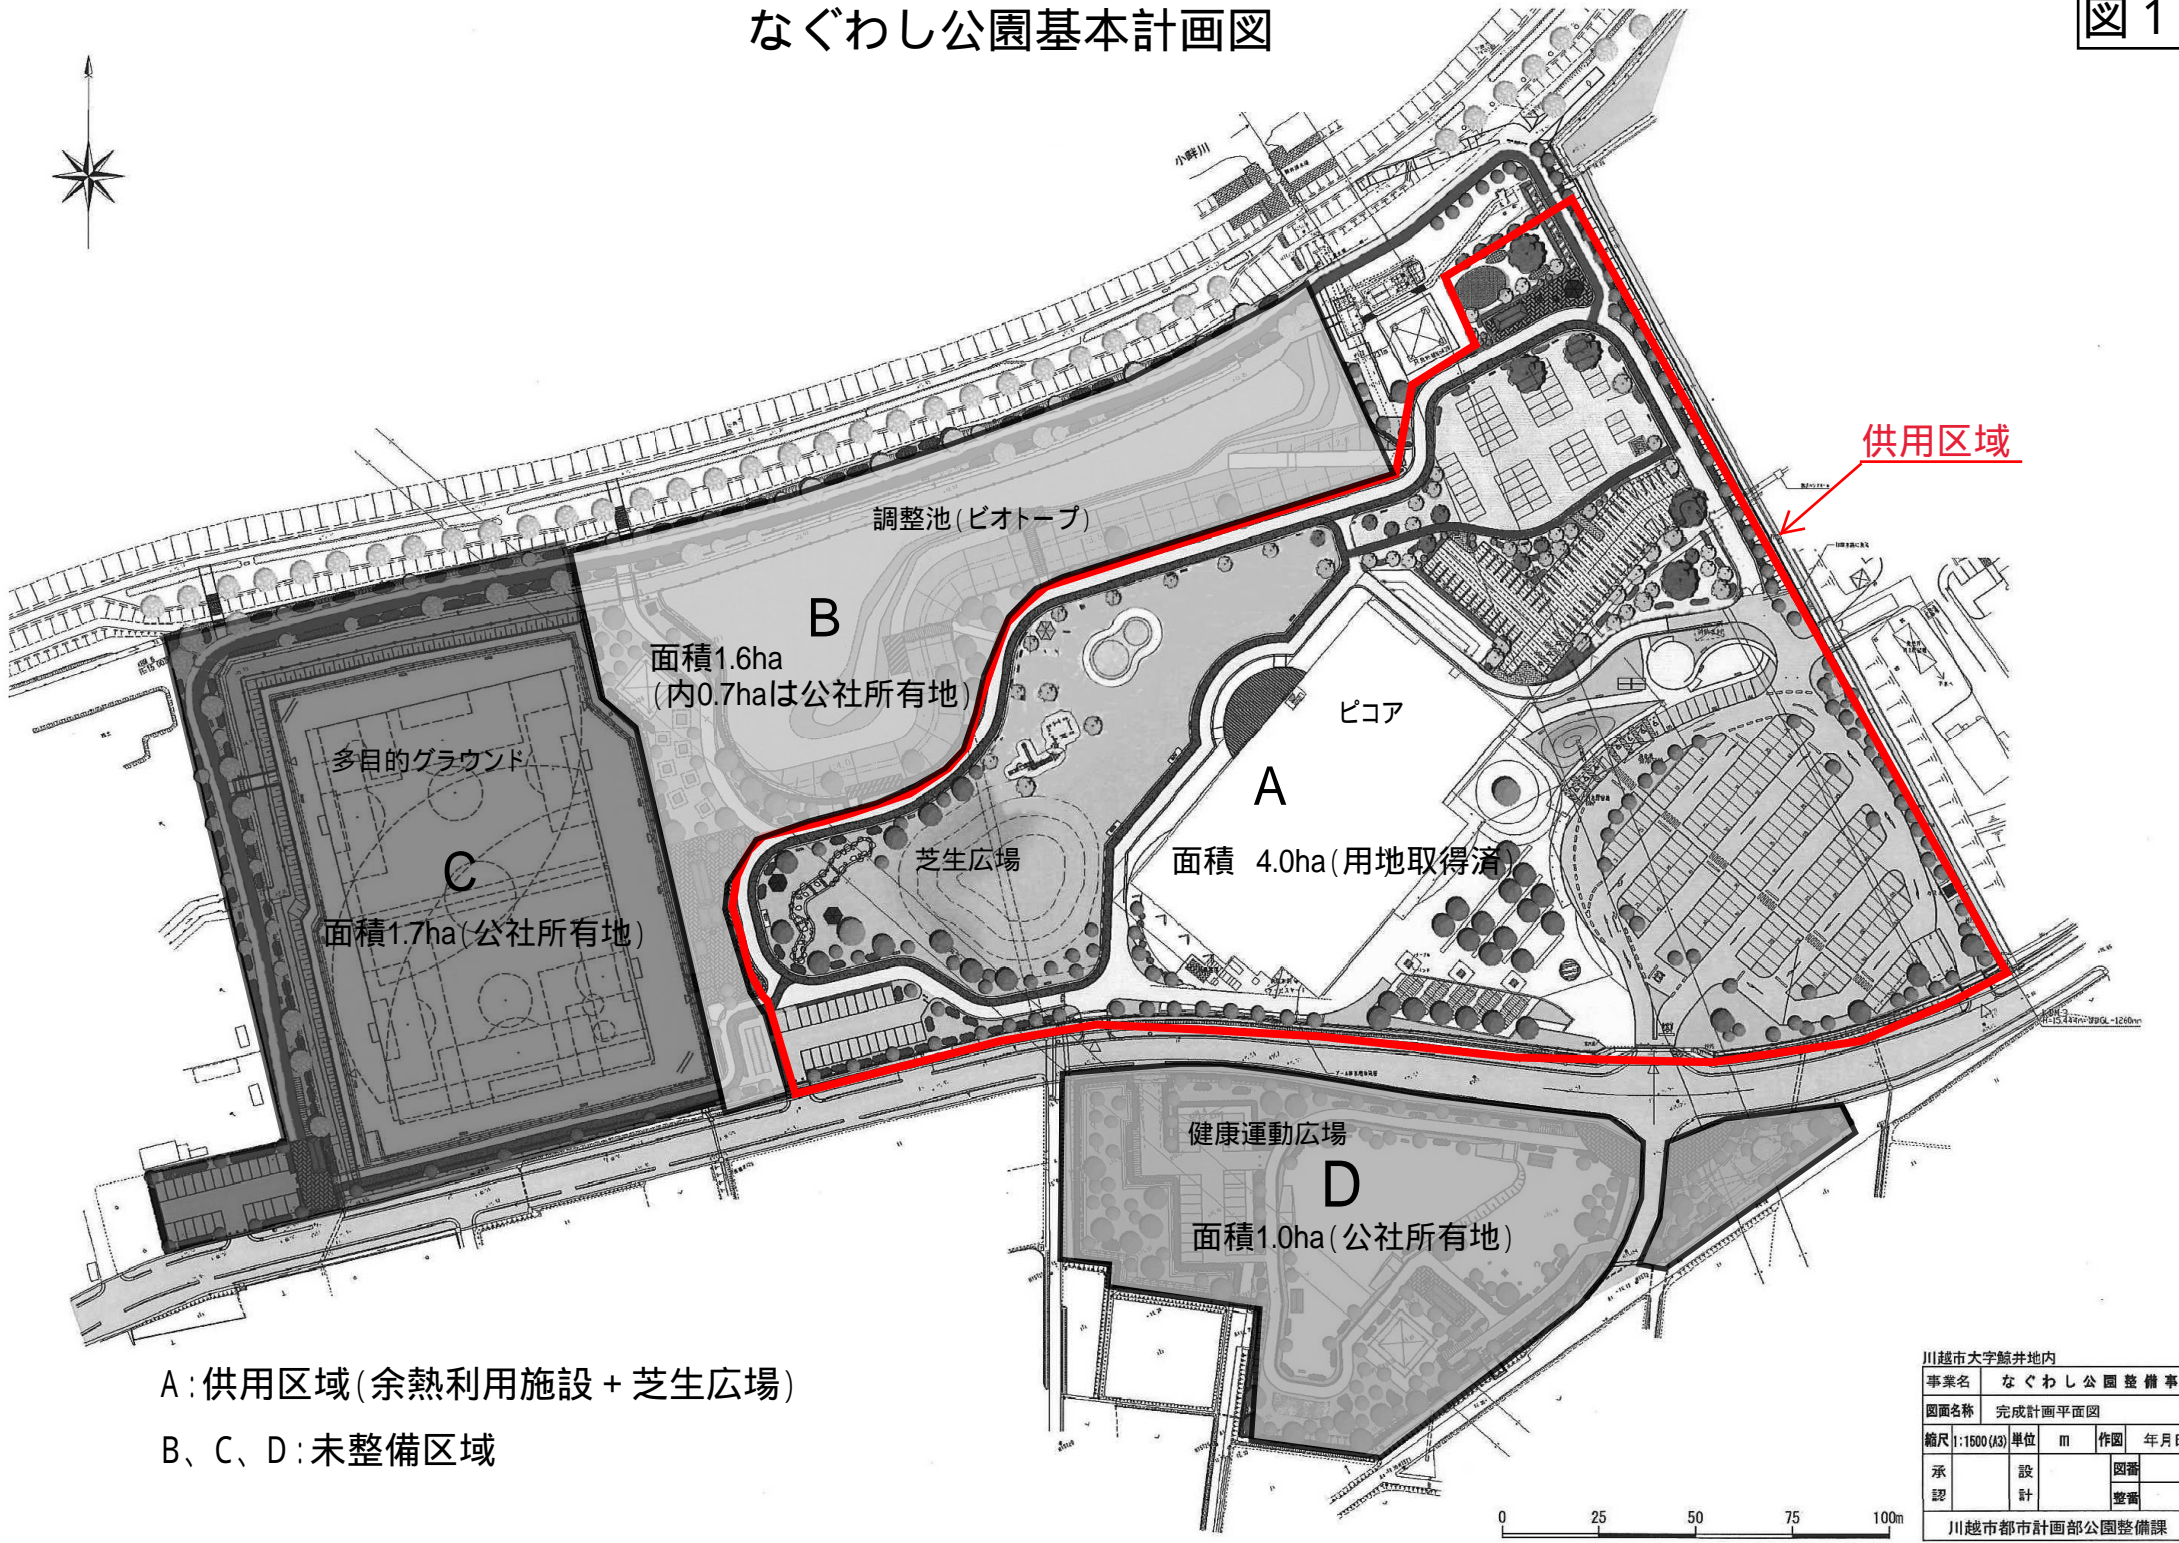 なぐわし公園基本計画図
図1
小畔川
供用区域
調整池(ビオトープ)
B
面積1.6ha
(内0.7haは公社所有地)
ピコア
多目的グラウンド
A
C
芝生広場
面積 4.0ha(用地取得済)
面積1.7ha(公社所有地)
健康運動広場
D
面積1.0ha(公社所有地)
A:供用区域(余熱利用施設+芝生広場)
B、C、D:未整備区域
川越市大字鯨井地内
事業名 なぐわし公園整備事
図面名称 完成計画平面図
縮尺 1:1500(A3) 単位 m 作図 年月日
承認 設計 図番
整番
川越市都市計画部公園整備課
0 25 50 75 100m